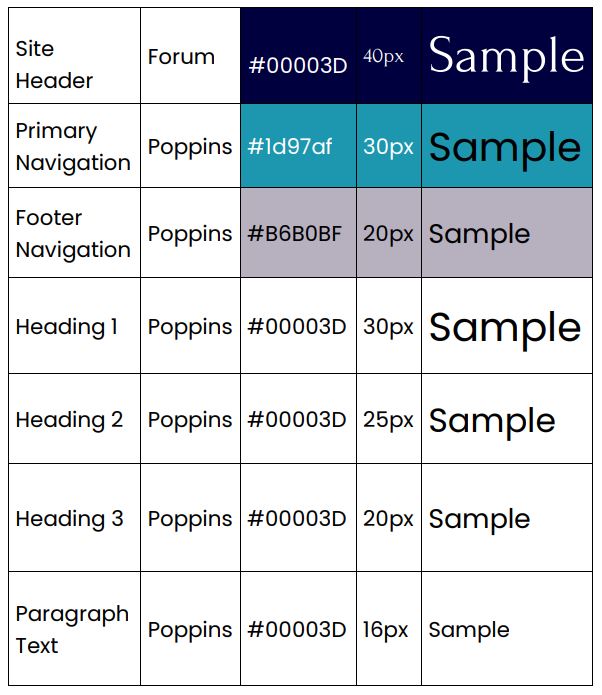 Site
Header
Forum
#00003D
40px
Sample
Primary
Navigation
Poppins
#1d97af
30px
Sample
Footer
Navigation
Poppins
#B6B0BF
20px
Sample
Heading 1
Poppins
#00003D
30px
Sample
Heading 2
Poppins
#00003D
25px
Sample
Heading 3
Poppins
#00003D
20px
Sample
Paragraph
Text
Poppins
#00003D
16px
Sample